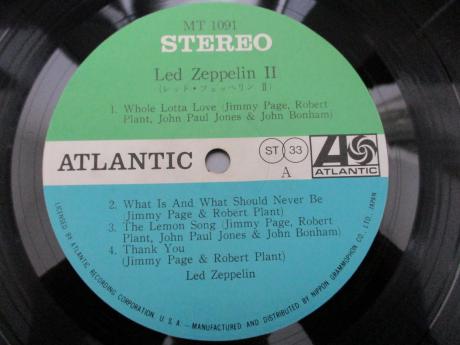 MT 1091
STEREO
Led Zeppelin II
(レッド・ツェッペリン II)
1. Whole Lotta Love (Jimmy Page, Robert
Plant, John Paul Jones & John Bonham)
ATLANTIC
ST 33
A
ATLANTIC
2. What Is And What Should Never Be
(Jimmy Page & Robert Plant)
3. The Lemon Song (Jimmy Page, Robert
Plant, John Paul Jones & John Bonham)
4. Thank You
(Jimmy Page & Robert Plant)
Led Zeppelin
LICENSED BY ATLANTIC RECORDING CORPORATION U.S.A.—MANUFACTURED AND DISTRIBUTED BY NIPPON GRAMMOPHON CO., LTD., JAPAN